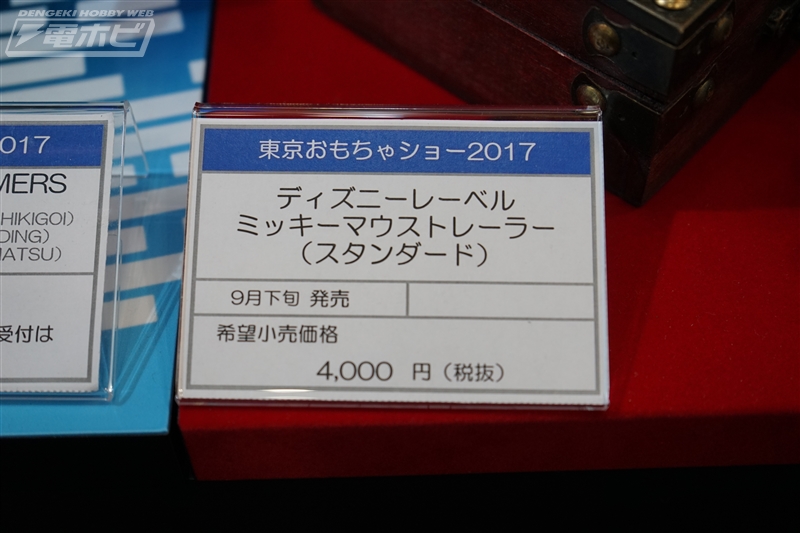 DENGEKI HOBBY WEB
電ホビ
東京おもちゃショー2017
ディズニーレーベル
ミッキーマウストレーラー
（スタンダード）
9月下旬 発売
希望小売価格
4,000 円（税抜）
017
MERS
HIKIGOI)
DING)
MATSU)
受付は